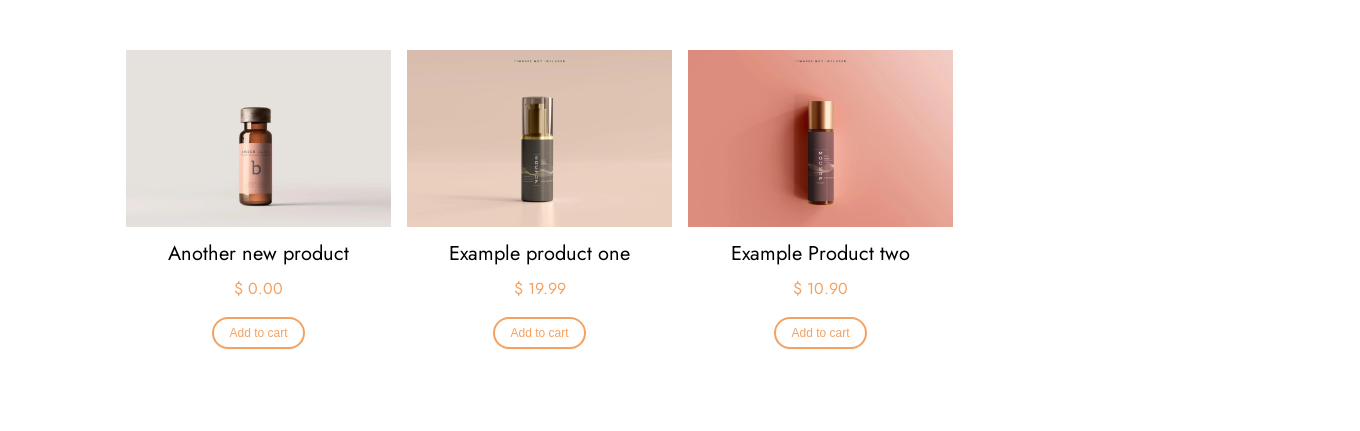 b
Another new product
Example product one
Example Product two
$ 0.00
$ 19.99
$ 10.90
Add to cart
Add to cart
Add to cart